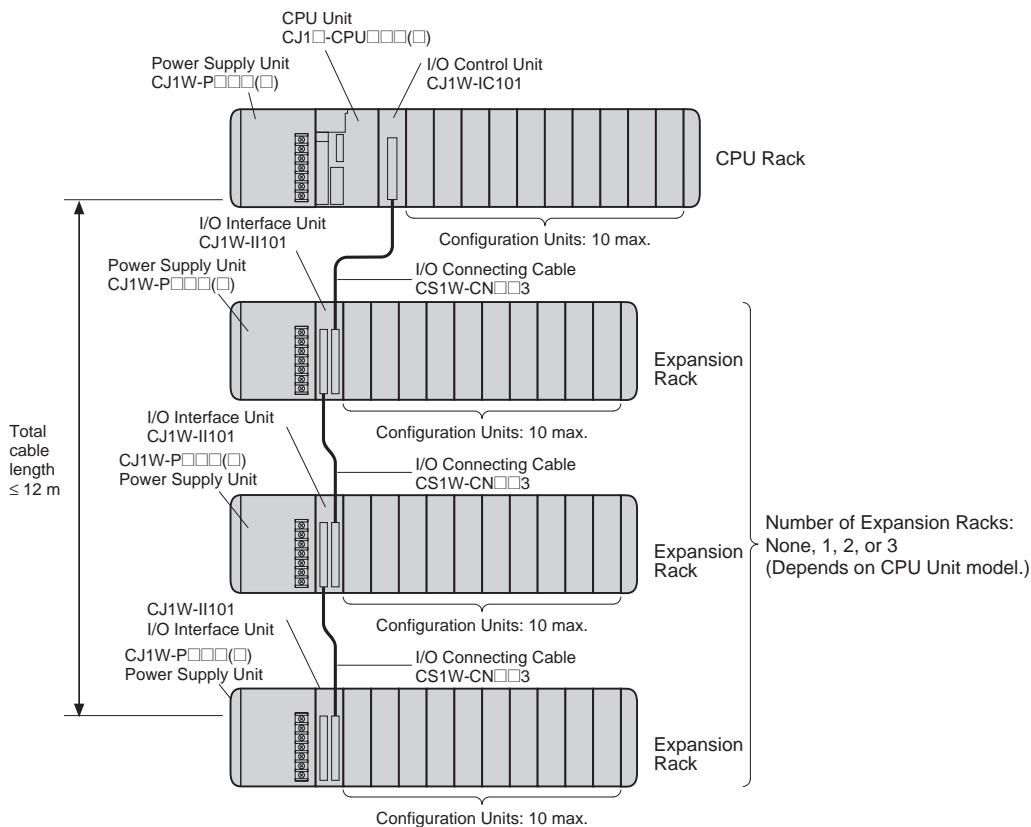 CPU Unit
CJ1□-CPU□□□(□)
Power Supply Unit
CJ1W-P□□□(□)
I/O Control Unit
CJ1W-IC101
CPU Rack
I/O Interface Unit
CJ1W-II101
Configuration Units: 10 max.
Power Supply Unit
CJ1W-P□□□(□)
I/O Connecting Cable
CS1W-CN□□3
Expansion
Rack
I/O Interface Unit
CJ1W-II101
Configuration Units: 10 max.
Total
cable
length
≤ 12 m
CJ1W-P□□□(□)
Power Supply Unit
I/O Connecting Cable
CS1W-CN□□3
Number of Expansion Racks:
None, 1, 2, or 3
(Depends on CPU Unit model.)
Expansion
Rack
CJ1W-II101
I/O Interface Unit
Configuration Units: 10 max.
CJ1W-P□□□(□)
Power Supply Unit
I/O Connecting Cable
CS1W-CN□□3
Expansion
Rack
Configuration Units: 10 max.